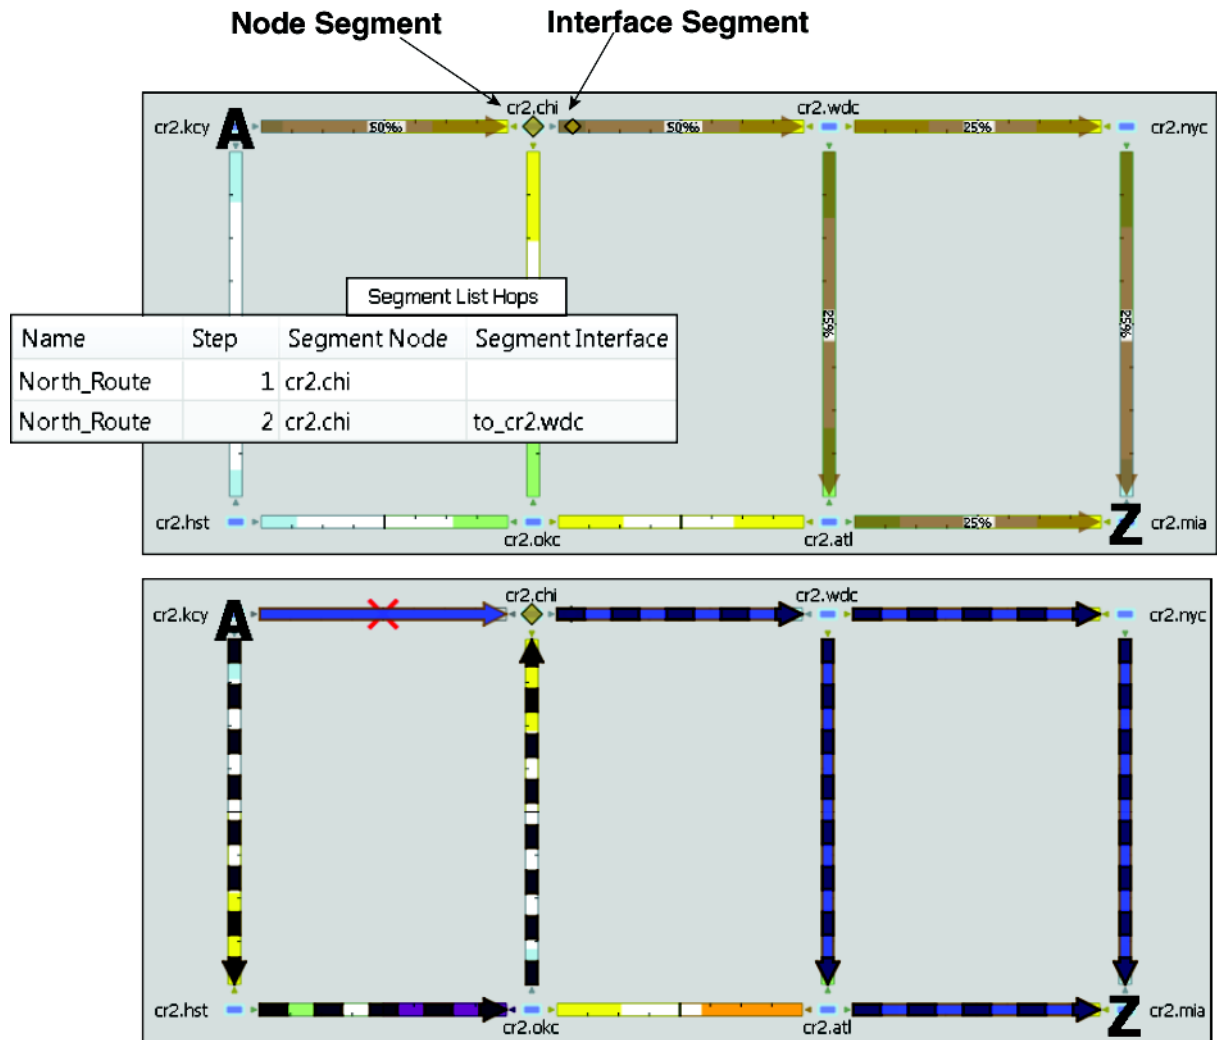 Node Segment Interface Segment
cr2.chi cr2.wdc
cr2.kcy A 50% 50% 25% cr2.nyc
25% 25%
Segment List Hops
Name Step Segment Node Segment Interface
North_Route 1 cr2.chi
North_Route 2 cr2.chi to_cr2.wdc
cr2.hst 25% Z cr2.mia
cr2.okc cr2.atl
cr2.chi cr2.wdc
cr2.kcy A cr2.nyc
cr2.hst Z cr2.mia
cr2.okc cr2.atl